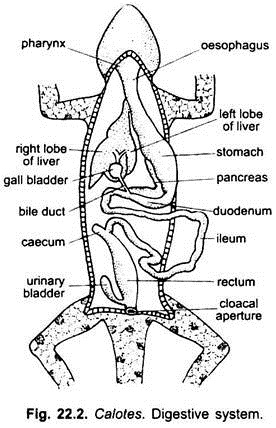 pharynx
oesophagus
left lobe
of liver
right lobe
of liver
stomach
gall bladder
pancreas
bile duct
duodenum
caecum
ileum
urinary
bladder
rectum
cloacal
aperture
Fig. 22.2. Calotes. Digestive system.